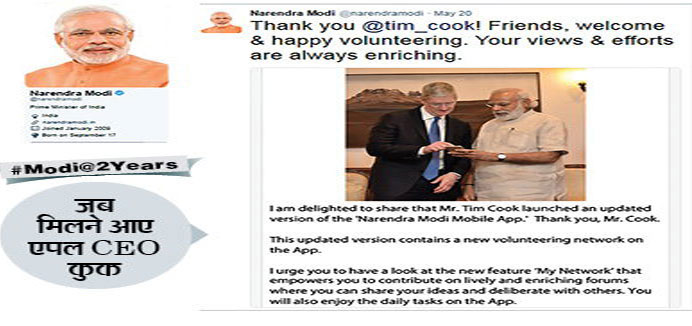 Narendra Modi
@narendramodi
Prime Minister of India
India
narendramodi.in
Joined January 2009
Born on September 17
#Modi@2Years
जब
मिलने आए
एपल CEO
कुक
Narendra Modi @narendramodi - May 20
Thank you @tim_cook! Friends, welcome
& happy volunteering. Your views & efforts
are always enriching.
I am delighted to share that Mr. Tim Cook launched an updated
version of the 'Narendra Modi Mobile App.' Thank you, Mr. Cook.
This updated version contains a new volunteering network on
the App.
I urge you to have a look at the new feature 'My Network' that
empowers you to contribute on lively and enriching forums
where you can share your ideas and deliberate with others. You
will also enjoy the daily tasks on the App.